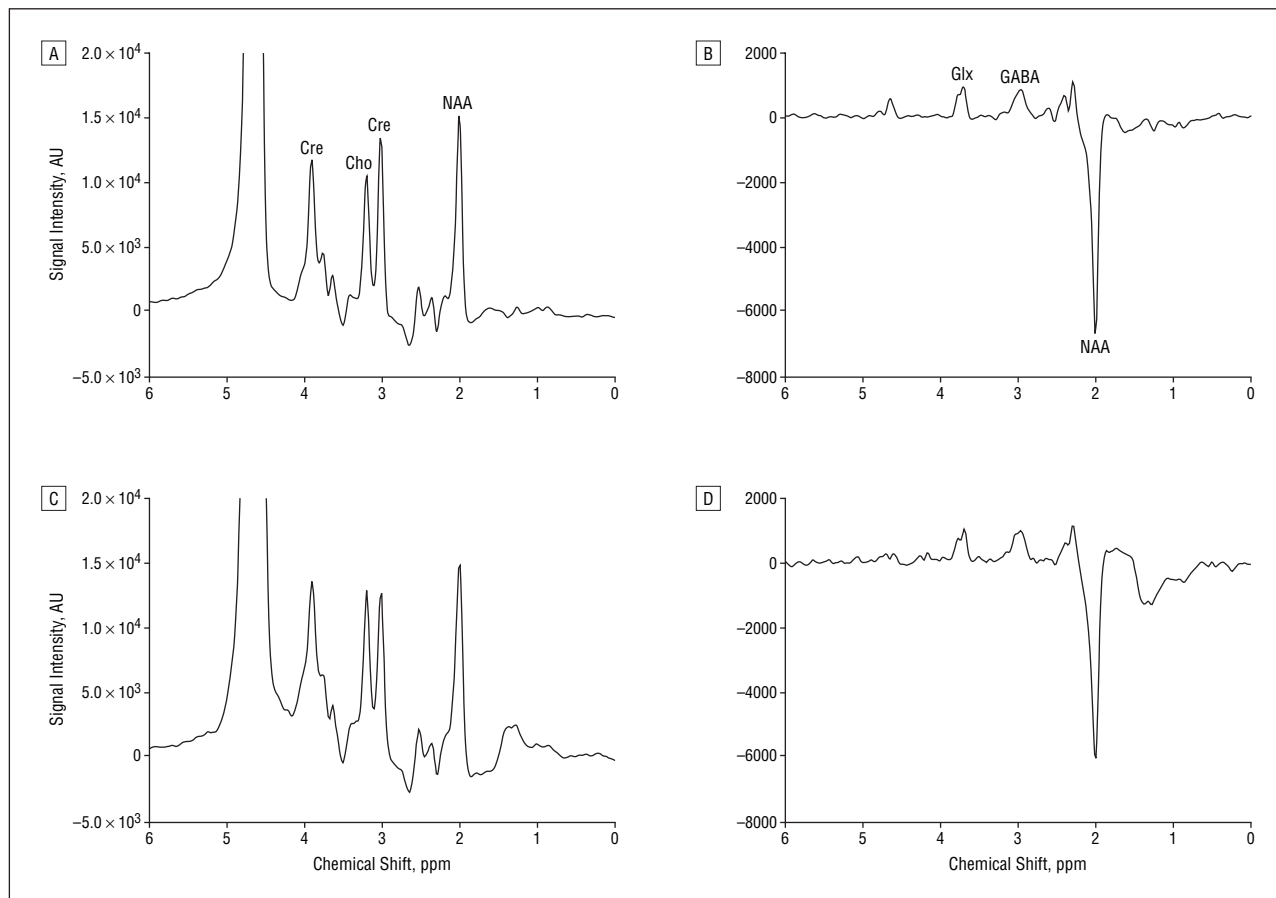 A
2.0 × 10⁴
1.5 × 10⁴
1.0 × 10⁴
5.0 × 10³
0
–5.0 × 10³
Signal Intensity, AU
Cre
Cho
Cre
NAA
6 5 4 3 2 1 0
B
2000
0
–2000
–4000
–6000
–8000
Glx
GABA
NAA
6 5 4 3 2 1 0
C
2.0 × 10⁴
1.5 × 10⁴
1.0 × 10⁴
5.0 × 10³
0
–5.0 × 10³
Signal Intensity, AU
6 5 4 3 2 1 0
Chemical Shift, ppm
D
2000
0
–2000
–4000
–6000
–8000
6 5 4 3 2 1 0
Chemical Shift, ppm